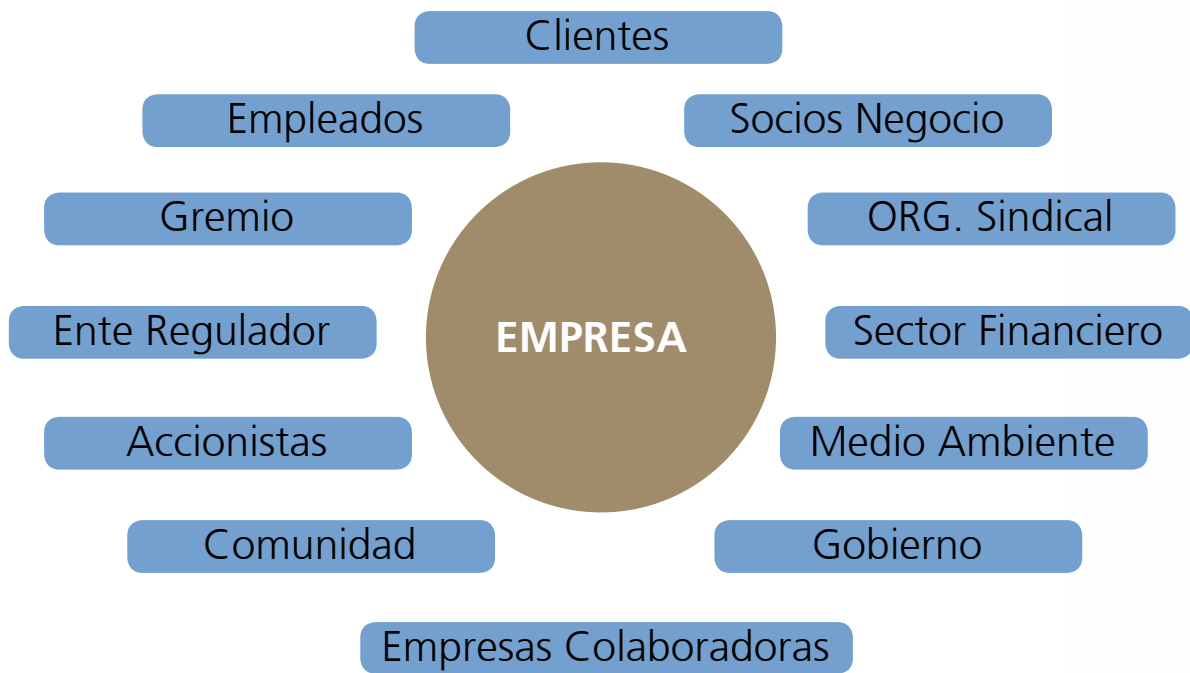 Clientes
Empleados
Socios Negocio
Gremio
ORG. Sindical
Ente Regulador
EMPRESA
Sector Financiero
Accionistas
Medio Ambiente
Comunidad
Gobierno
Empresas Colaboradoras